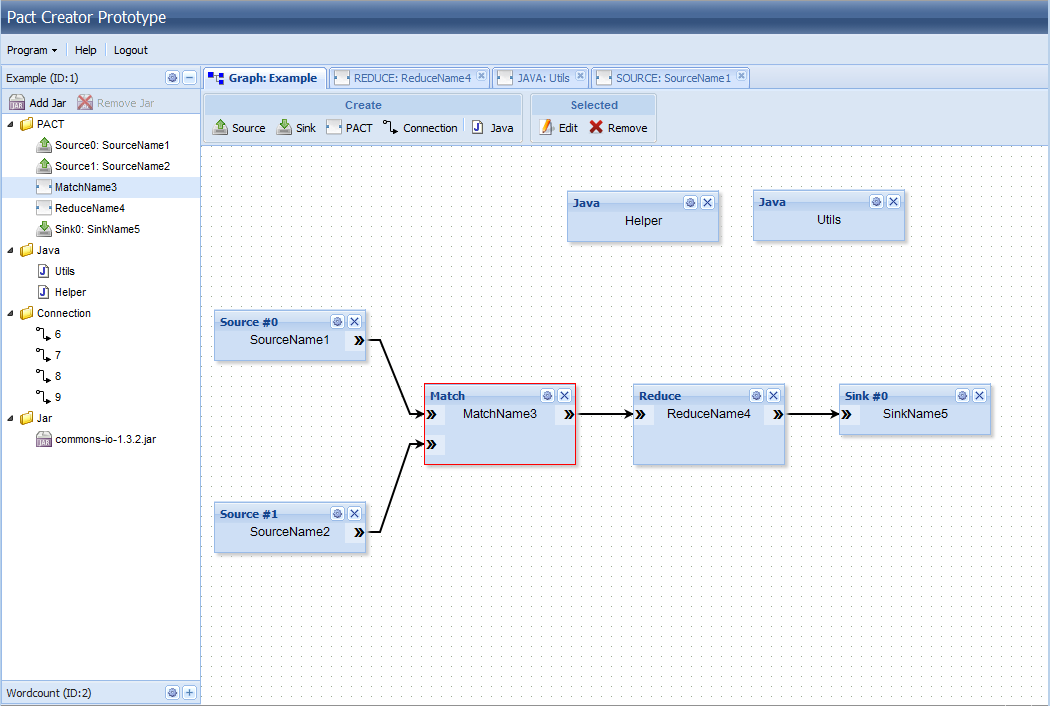 Pact Creator Prototype
Program Help Logout
Example (ID:1)
Add Jar Remove Jar
PACT
Source0: SourceName1
Source1: SourceName2
MatchName3
ReduceName4
Sink0: SinkName5
Java
Utils
Helper
Connection
6
7
8
9
Jar
commons-io-1.3.2.jar
Wordcount (ID:2)
Graph: Example REDUCE: ReduceName4 JAVA: Utils SOURCE: SourceName1
Create
Source Sink PACT Connection Java
Selected
Edit Remove
Java
Helper
Java
Utils
Source #0
SourceName1
Match
MatchName3
Reduce
ReduceName4
Sink #0
SinkName5
Source #1
SourceName2